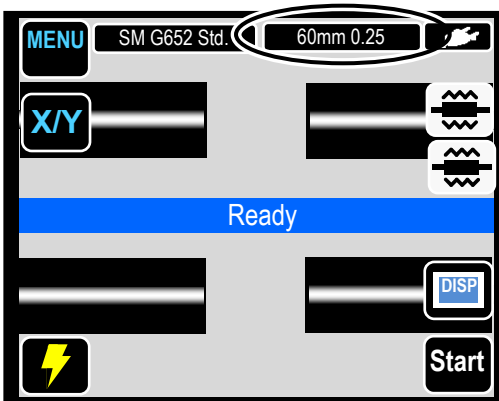 MENU SM G652 Std. 60mm 0.25
X/Y
Ready
DISP
Start